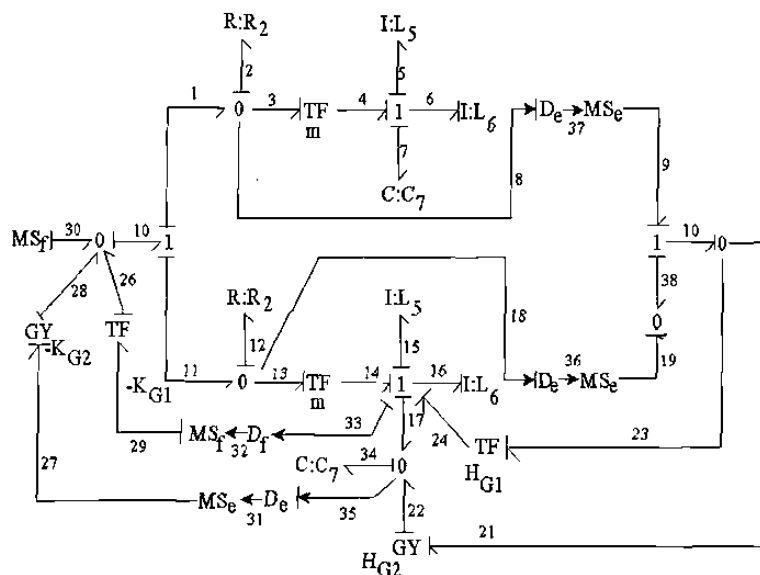 R:R2 I:L5
1 2 5
3 4 6
0 TF 1 I:L6 De 37 MSe
m
7 8 9
C:C7
30 10 10
MSf 0 1 1 0
28 26 38
R:R2 I:L5 0
GY TF 12 15 18 36 19
-KG2 11 13 14 16 De MSe
-KG1 0 TF 1 I:L6
m 17
33 24 23
MSf Df TF
29 32 34 HG1
27 C:C7 0
MSe De
31 35 22 21
GY
HG2